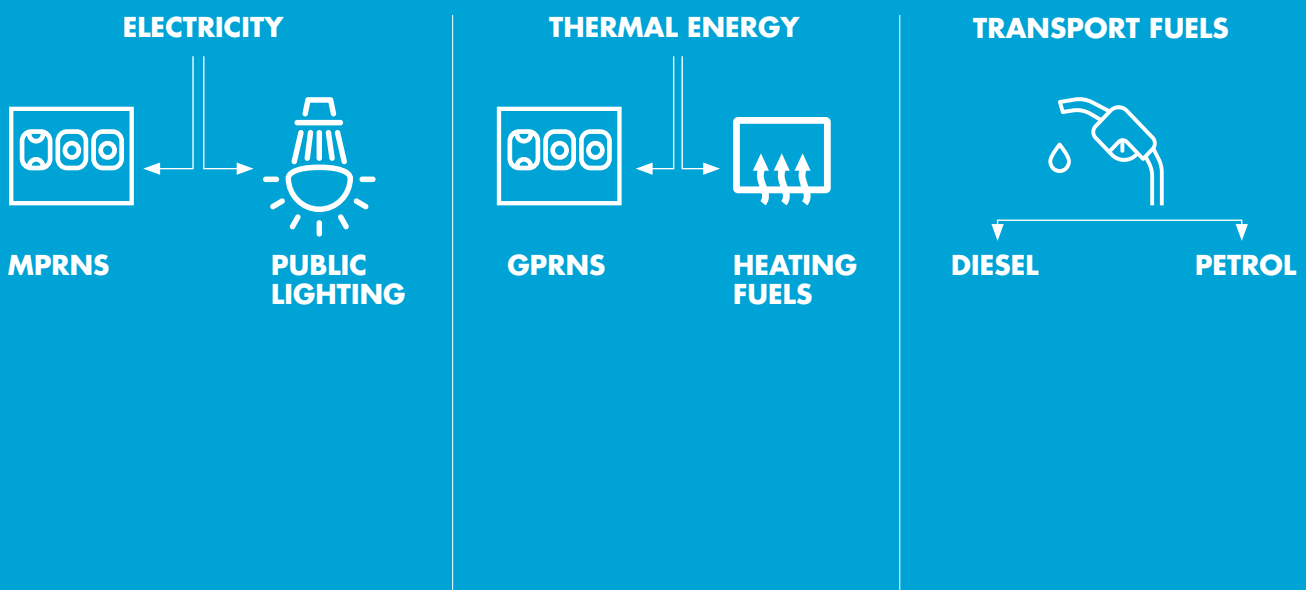 ELECTRICITY
MPRNS
PUBLIC
LIGHTING
THERMAL ENERGY
GPRNS
HEATING
FUELS
TRANSPORT FUELS
DIESEL
PETROL